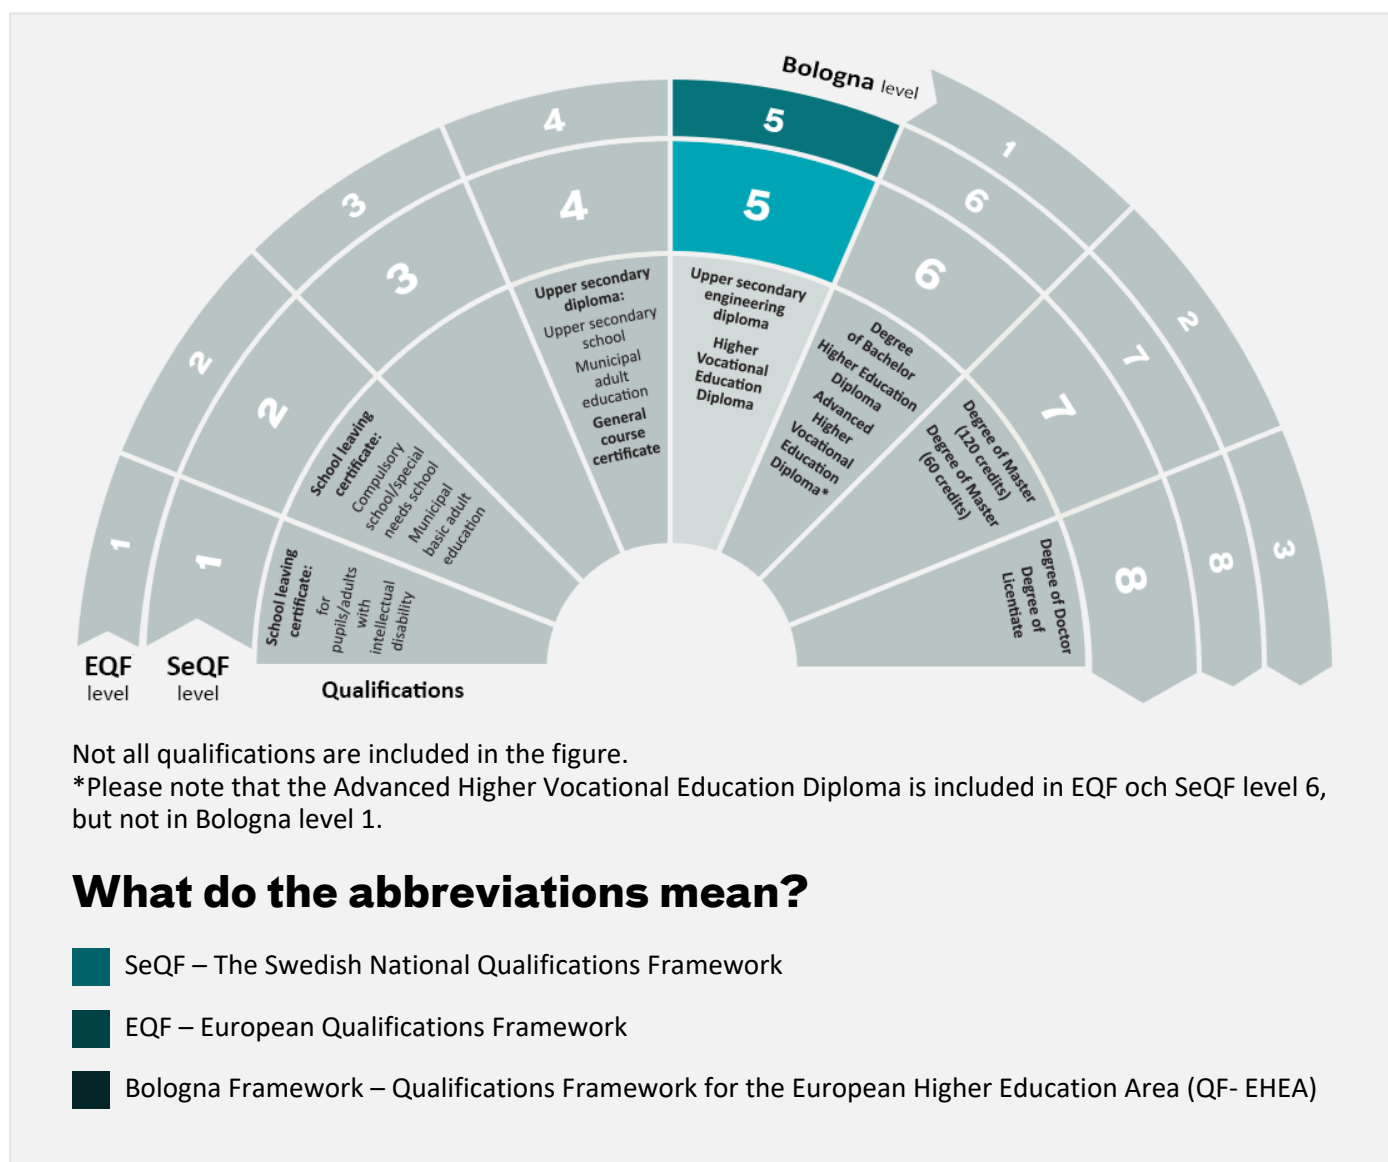 Bologna level
1
2
3
4
5
6
7
8
1
2
3
1
2
3
4
5
6
7
8
School leaving
certificate:
for
pupils/adults
with
intellectual
disability
School leaving
certificate:
Compulsory
school/special
needs school
Municipal
basic adult
education
Upper secondary
diploma:
Upper secondary
school
Municipal
adult
education
General
course
certificate
Upper secondary
engineering
diploma
Higher
Vocational
Education
Diploma
Degree
of Bachelor
Higher Education
Diploma
Advanced
Higher
Vocational
Education
Diploma*
Degree of Master
(120 credits)
Degree of Master
(60 credits)
Degree of Doctor
Degree of
Licentiate
EQF
level
SeQF
level
Qualifications
Not all qualifications are included in the figure.
*Please note that the Advanced Higher Vocational Education Diploma is included in EQF och SeQF level 6,
but not in Bologna level 1.
What do the abbreviations mean?
SeQF – The Swedish National Qualifications Framework
EQF – European Qualifications Framework
Bologna Framework – Qualifications Framework for the European Higher Education Area (QF- EHEA)